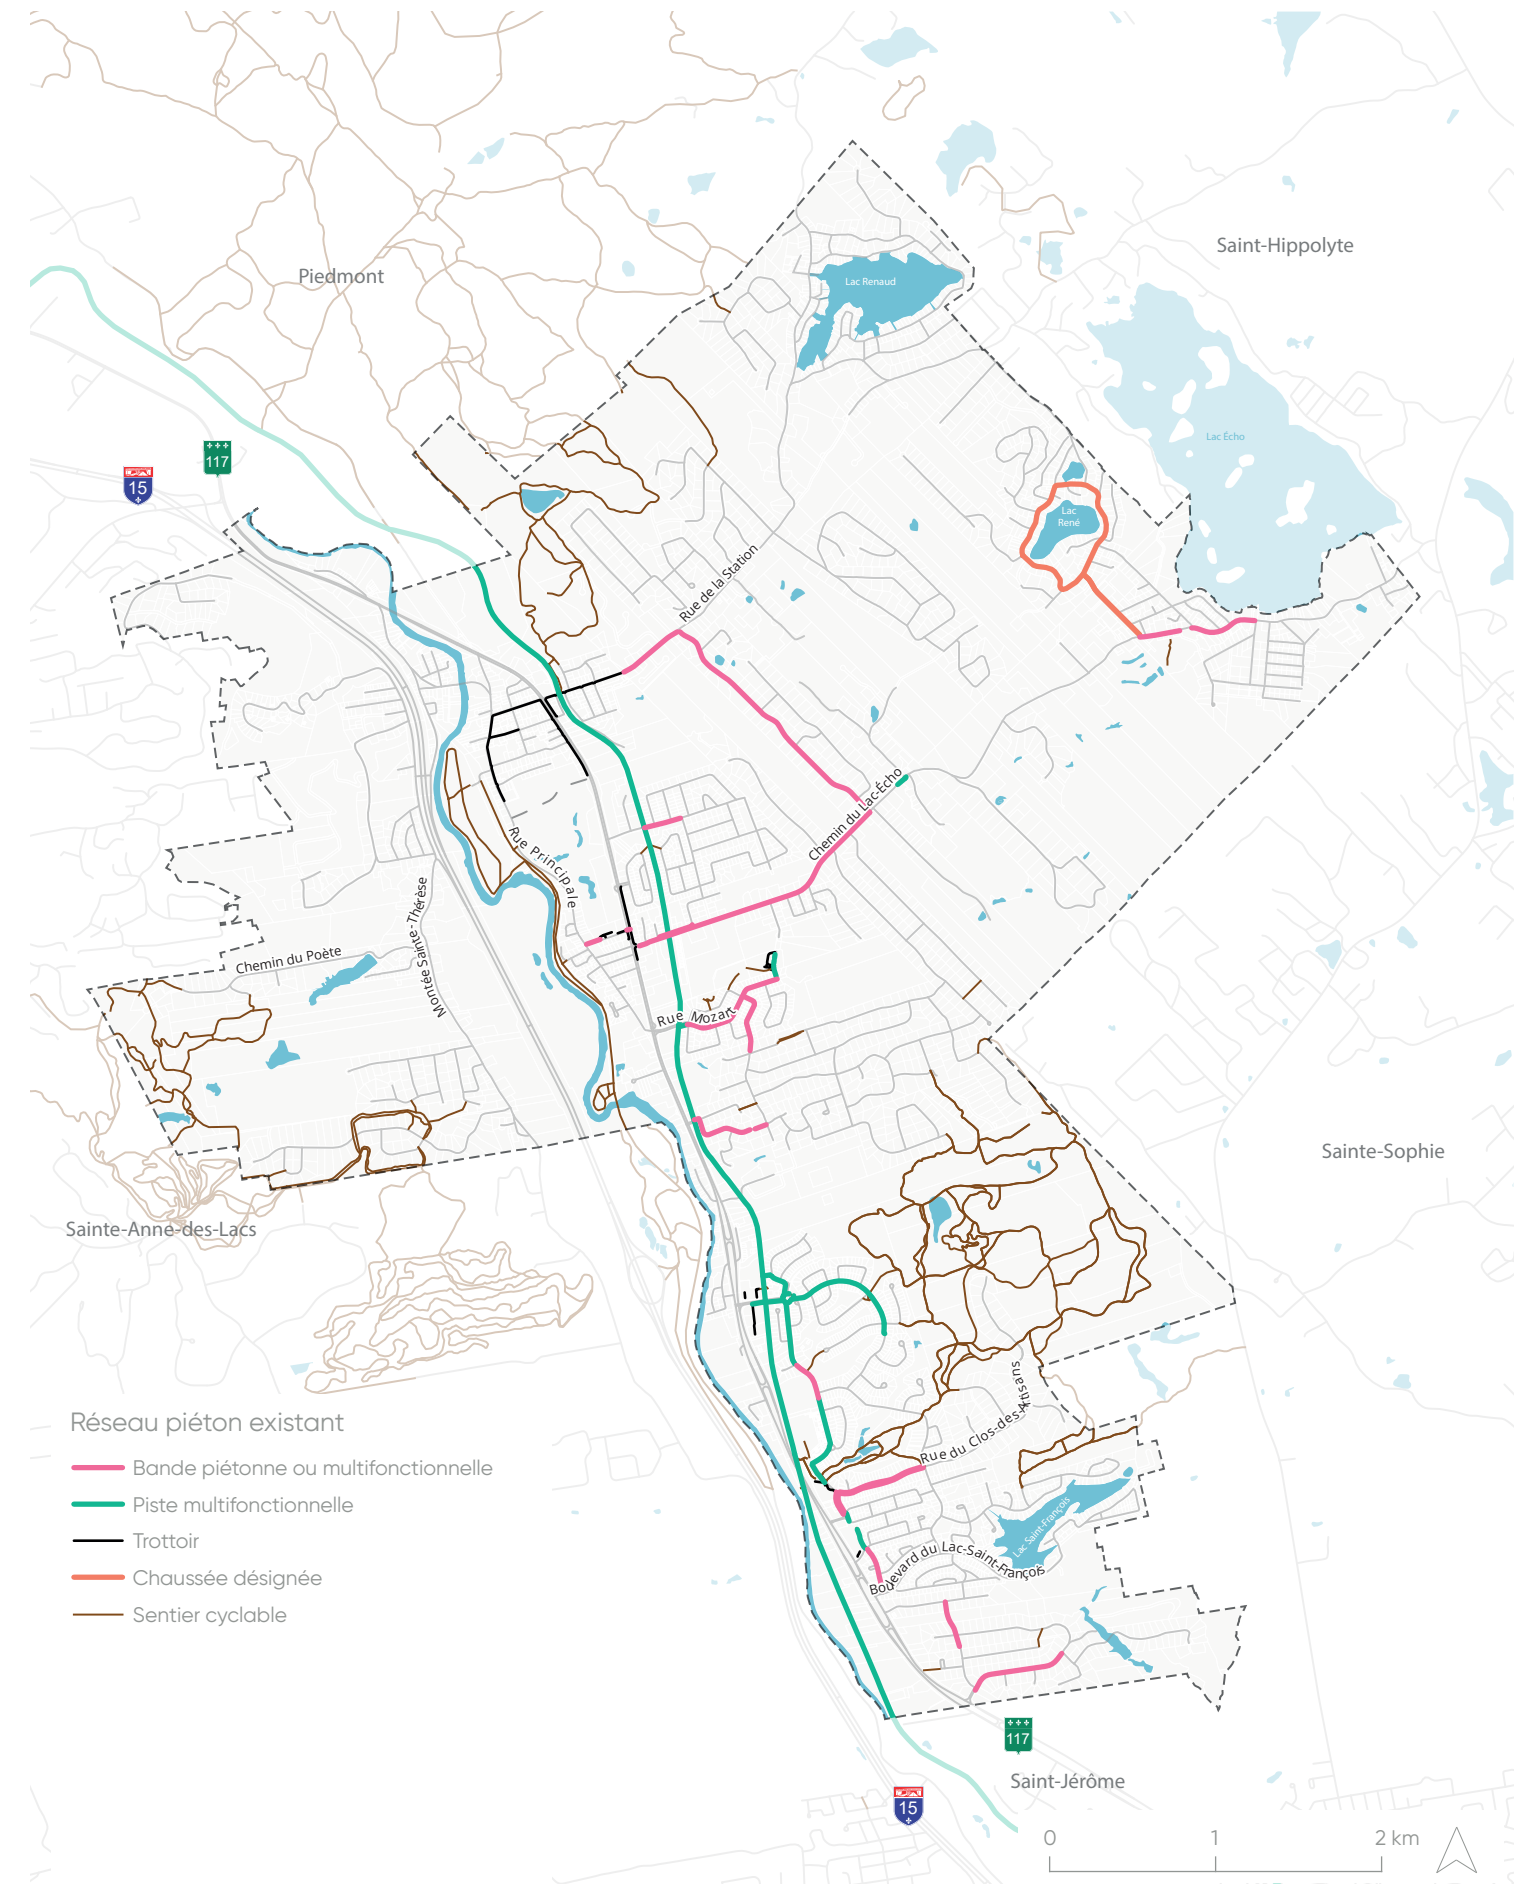 Saint-Hippolyte
Piedmont
Lac Renaud
Lac Écho
117
15
Lac
René
Rue de la Station
Chemin du Lac-Écho
Rue Principale
Montée Sainte-Thérèse
Chemin du Poète
Rue Mozart
Sainte-Sophie
Sainte-Anne-des-Lacs
Rue du Clos-des-Artisans
Réseau piéton existant
Bande piétonne ou multifonctionnelle
Piste multifonctionnelle
Trottoir
Chaussée désignée
Sentier cyclable
Lac Saint-François
Boulevard du Lac-Saint-François
117
Saint-Jérôme
15
0 1 2 km